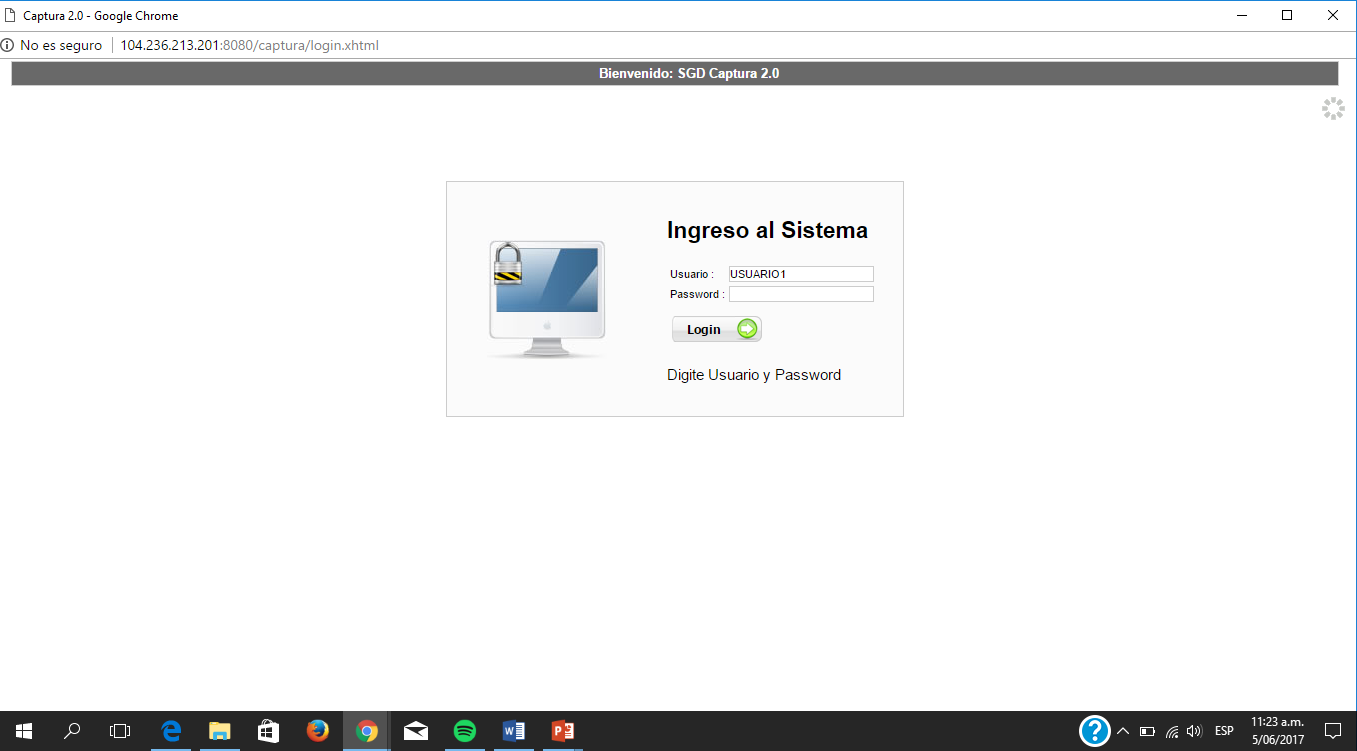 Captura 2.0 - Google Chrome
No es seguro 104.236.213.201:8080/captura/login.xhtml
Bienvenido: SGD Captura 2.0
Ingreso al Sistema
Usuario : USUARIO1
Password :
Login
Digite Usuario y Password
ESP
11:23 a.m.
5/06/2017